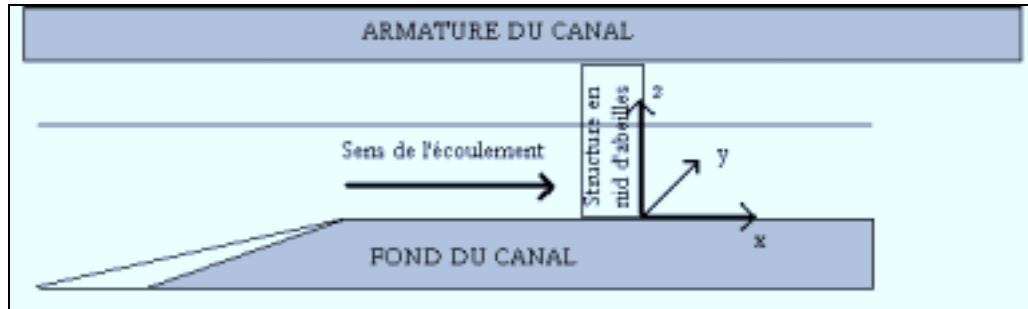 ARMATURE DU CANAL
Structure en
nid d'abeilles
z
Sens de l'écoulement
y
x
FOND DU CANAL